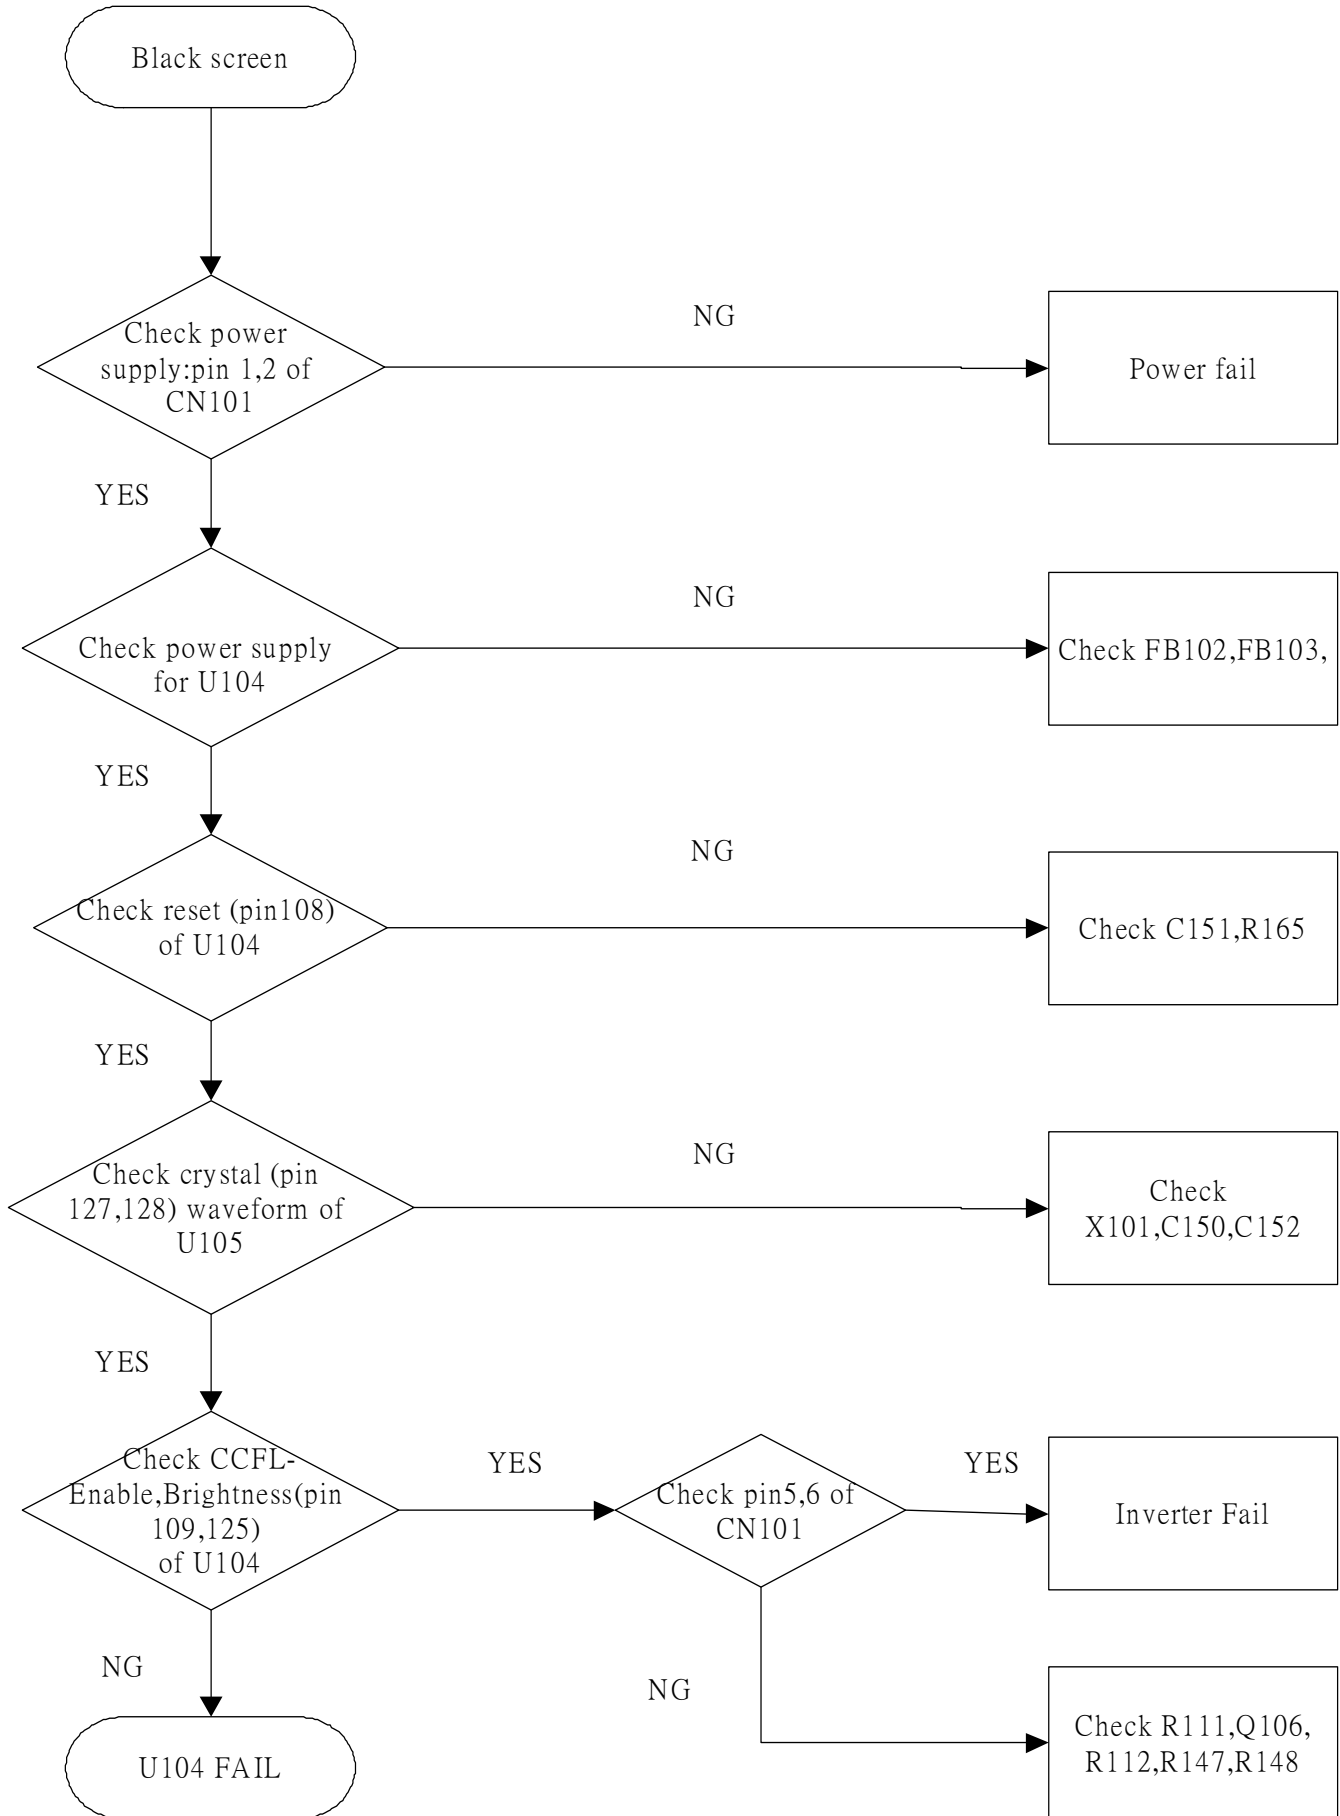 Black screen
Check power
supply:pin 1,2 of
CN101
NG
Power fail
YES
Check power supply
for U104
NG
Check FB102,FB103,
YES
Check reset (pin108)
of U104
NG
Check C151,R165
YES
Check crystal (pin
127,128) waveform of
U105
NG
Check
X101,C150,C152
YES
Check CCFL-
Enable,Brightness(pin
109,125)
of U104
YES
Check pin5,6 of
CN101
YES
Inverter Fail
NG
U104 FAIL
NG
Check R111,Q106,
R112,R147,R148